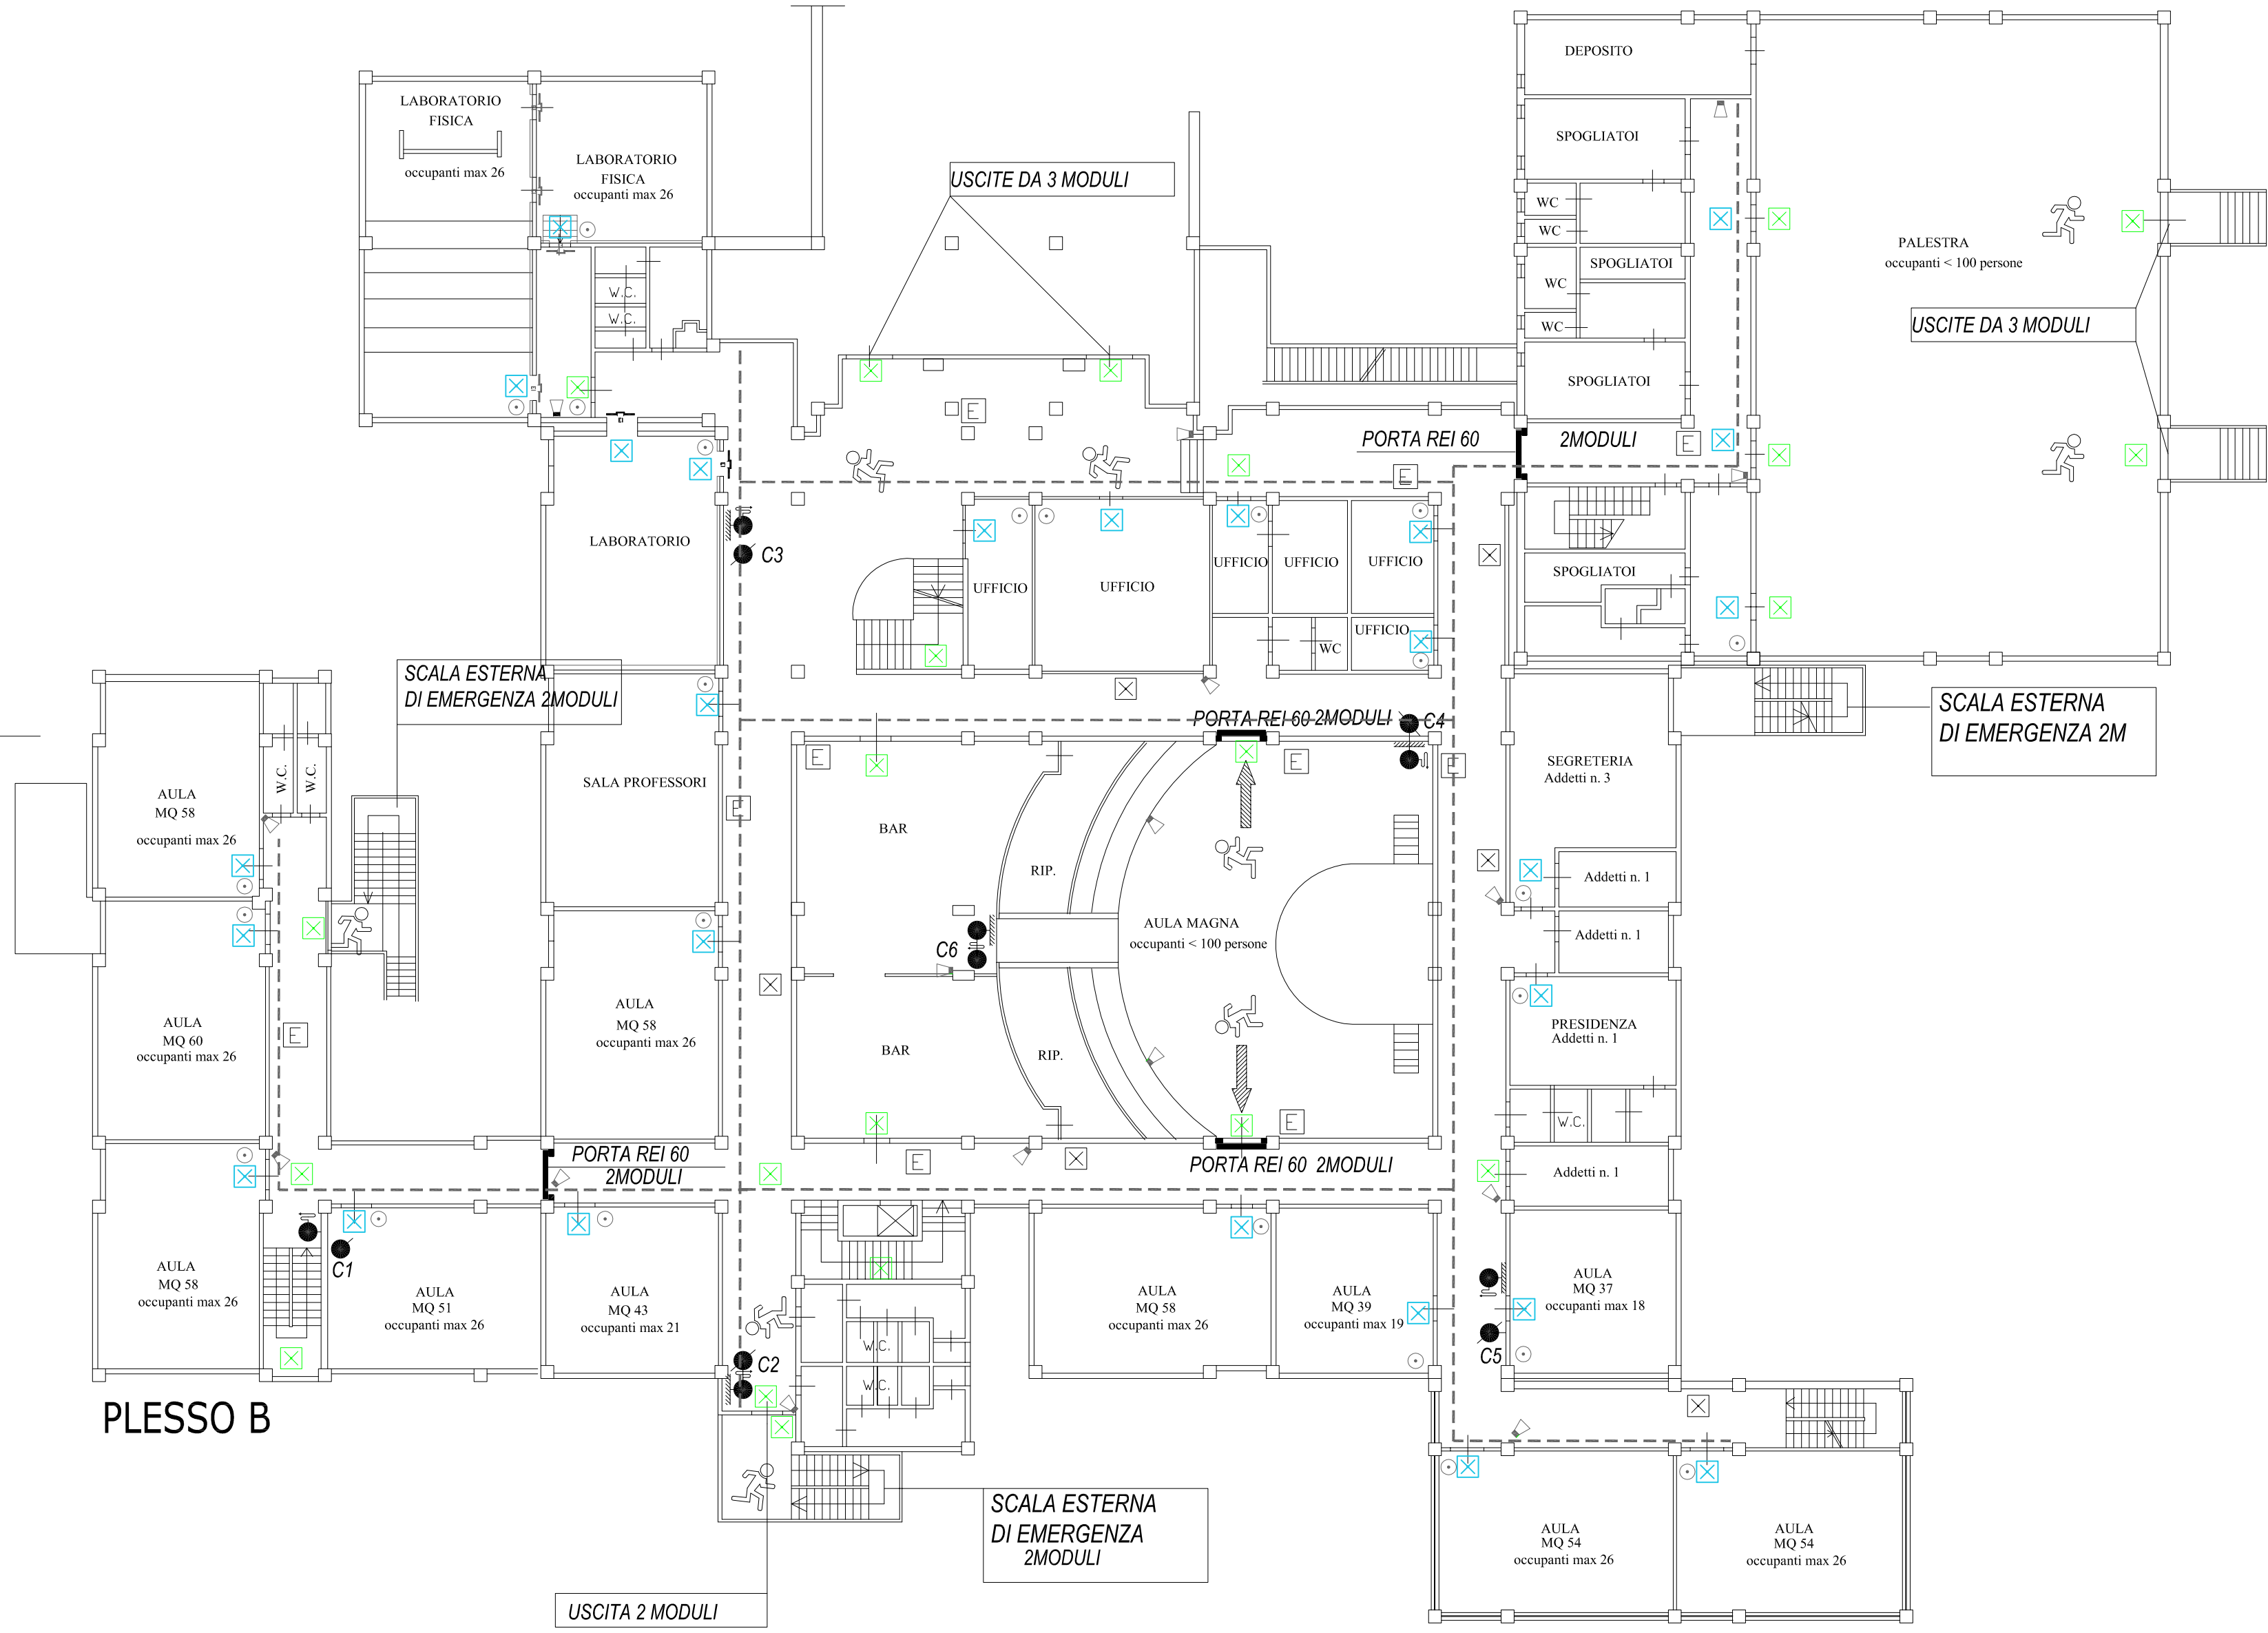 DEPOSITO
LABORATORIO
FISICA
occupanti max 26
LABORATORIO
FISICA
occupanti max 26
USCITE DA 3 MODULI
SPOGLIATOI
WC
WC
SPOGLIATOI
WC
WC
SPOGLIATOI
PALESTRA
occupanti < 100 persone
USCITE DA 3 MODULI
W.C.
W.C.
E
PORTA REI 60
2MODULI
E
E
LABORATORIO
C3
UFFICIO
UFFICIO
UFFICIO
UFFICIO
UFFICIO
UFFICIO
WC
SPOGLIATOI
SCALA ESTERNA
DI EMERGENZA 2MODULI
SCALA ESTERNA
DI EMERGENZA 2M
PORTA REI 60 2MODULI
C4
E
E
E
E
AULA
MQ 58
occupanti max 26
W.C.
W.C.
SALA PROFESSORI
BAR
RIP.
SEGRETERIA
Addetti n. 3
Addetti n. 1
Addetti n. 1
AULA MAGNA
occupanti < 100 persone
C6
AULA
MQ 60
occupanti max 26
E
AULA
MQ 58
occupanti max 26
BAR
RIP.
PRESIDENZA
Addetti n. 1
W.C.
E
E
PORTA REI 60
2MODULI
PORTA REI 60 2MODULI
Addetti n. 1
AULA
MQ 58
occupanti max 26
C1
AULA
MQ 51
occupanti max 26
AULA
MQ 43
occupanti max 21
C2
W.C.
W.C.
AULA
MQ 58
occupanti max 26
AULA
MQ 39
occupanti max 19
AULA
MQ 37
occupanti max 18
C5
PLESSO B
SCALA ESTERNA
DI EMERGENZA
2MODULI
USCITA 2 MODULI
AULA
MQ 54
occupanti max 26
AULA
MQ 54
occupanti max 26